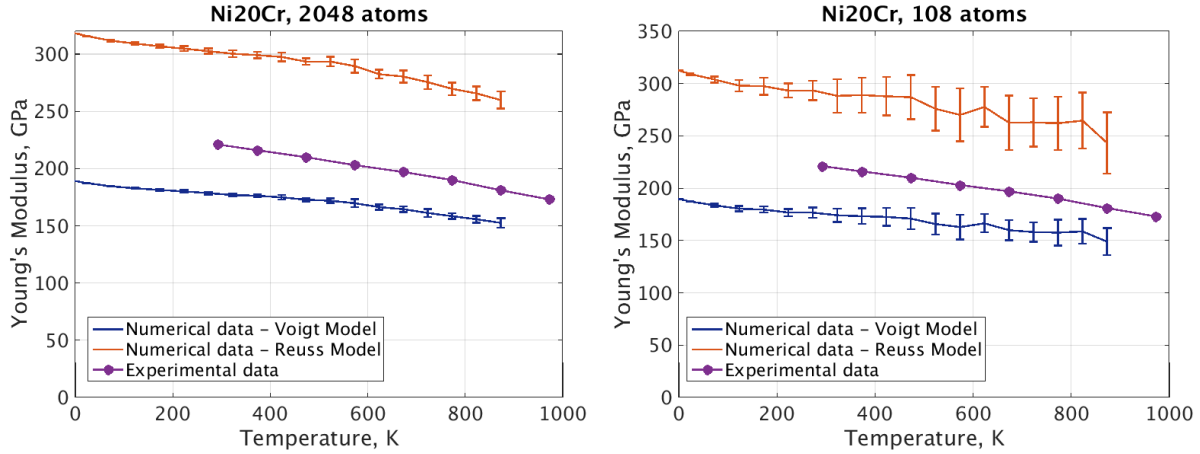 Ni20Cr, 2048 atoms
Young's Modulus, GPa
300
250
200
150
100
50
0
Numerical data – Voigt Model
Numerical data – Reuss Model
Experimental data
0 200 400 600 800 1000
Temperature, K
Ni20Cr, 108 atoms
Young's Modulus, GPa
350
300
250
200
150
100
50
0
Numerical data – Voigt Model
Numerical data – Reuss Model
Experimental data
0 200 400 600 800 1000
Temperature, K